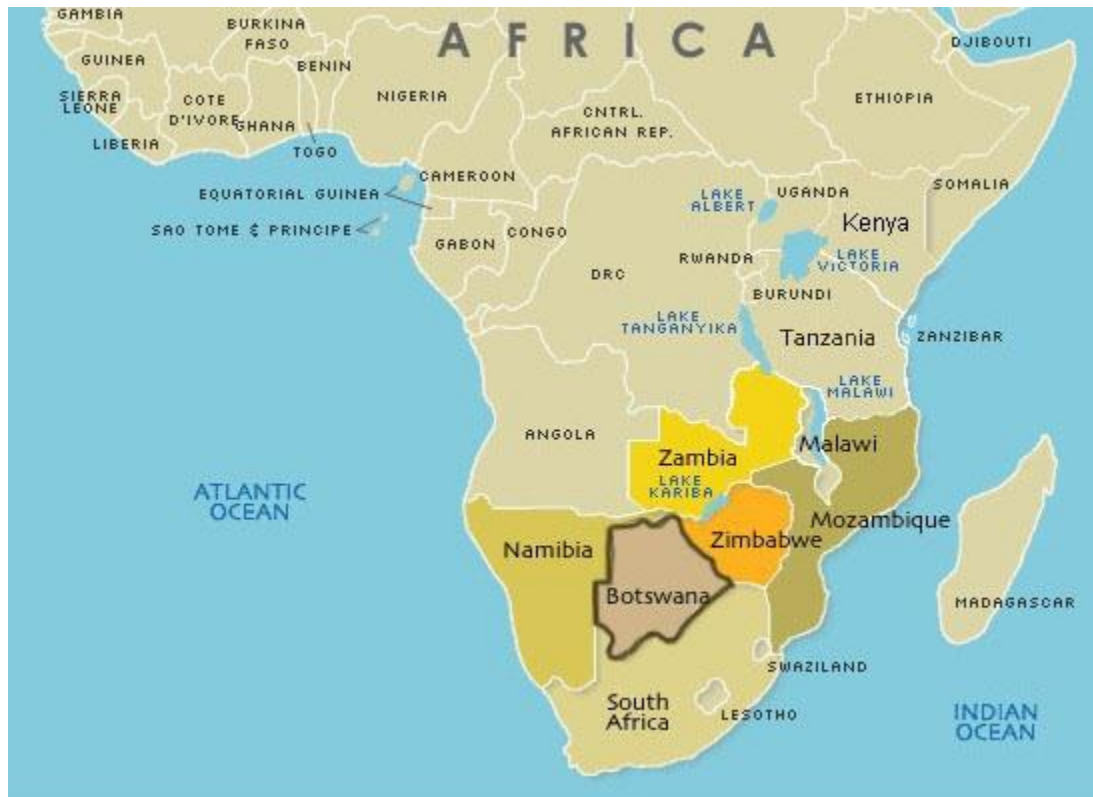 GAMBIA
BURKINA
FASO
AFRICA
DJIBOUTI
GUINEA
BENIN
SIERRA
LEONE
COTE
D'IVORE
GHANA
NIGERIA
CNTRL.
AFRICAN REP.
ETHIOPIA
LIBERIA
TOGO
CAMEROON
EQUATORIAL GUINEA
SAO TOME & PRINCIPE
GABON
CONGO
LAKE
ALBERT
UGANDA
SOMALIA
Kenya
DRC
RWANDA
LAKE
VICTORIA
BURUNDI
LAKE
TANGANYIKA
Tanzania
ZANZIBAR
LAKE
MALAWI
ANGOLA
Zambia
Malawi
LAKE
KARIBA
ATLANTIC
OCEAN
Mozambique
Namibia
Zimbabwe
Botswana
MADAGASCAR
SWAZILAND
South
Africa
LESOTHO
INDIAN
OCEAN